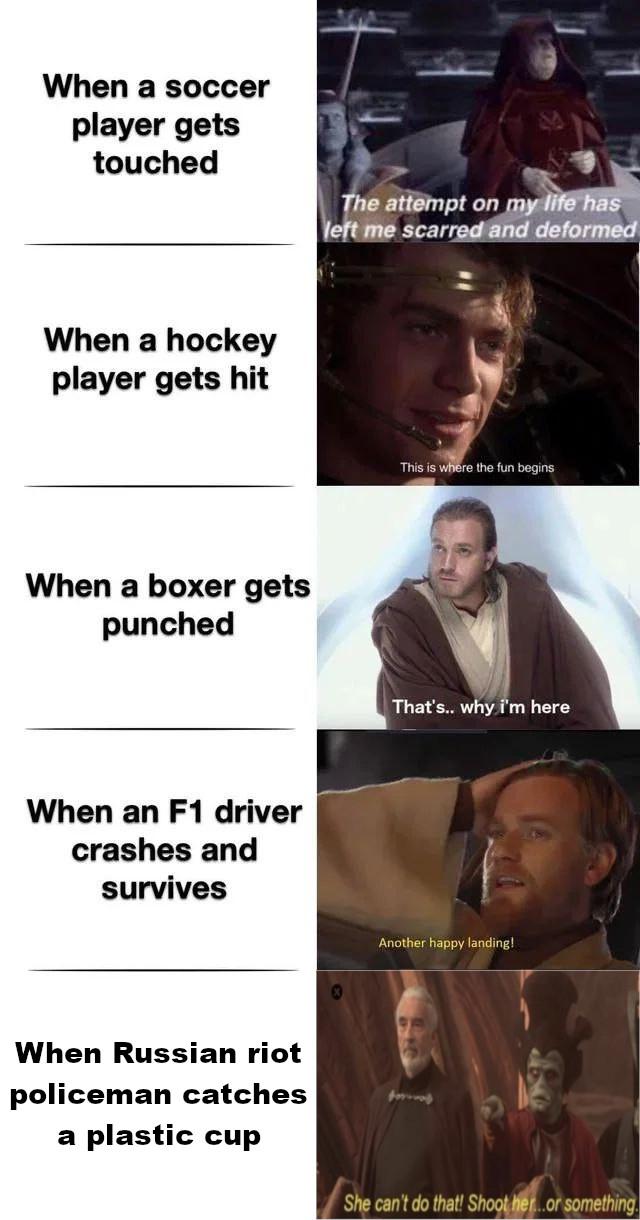 When a soccer
player gets
touched
The attempt on my life has
left me scarred and deformed
When a hockey
player gets hit
This is where the fun begins
When a boxer gets
punched
That's.. why i'm here
When an F1 driver
crashes and
survives
Another happy landing!
When Russian riot
policeman catches
a plastic cup
She can't do that! Shoot her...or something.